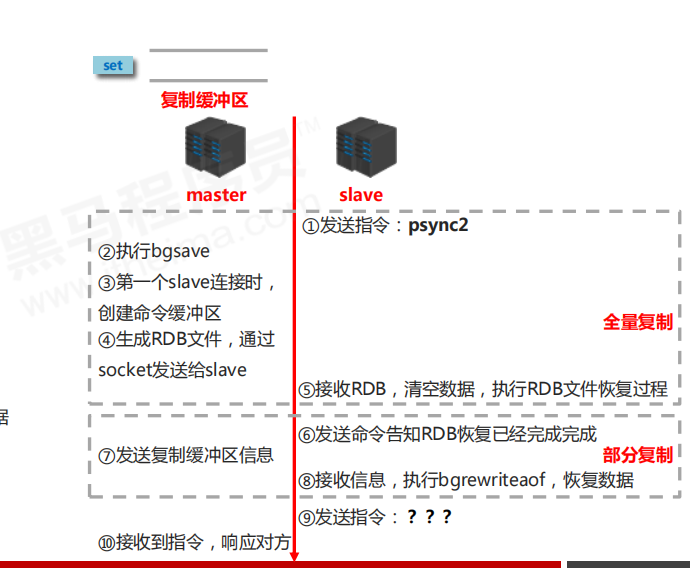 set
复制缓冲区
master
slave
①发送指令：psync2
②执行bgsave
③第一个slave连接时，
创建命令缓冲区
④生成RDB文件，通过
socket发送给slave
全量复制
⑤接收RDB，清空数据，执行RDB文件恢复过程
据
⑥发送命令告知RDB恢复已经完成完成
⑦发送复制缓冲区信息
部分复制
⑧接收信息，执行bgrewriteaof，恢复数据
⑨发送指令：？？？
⑩接收到指令，响应对方
黑马程序员
TM